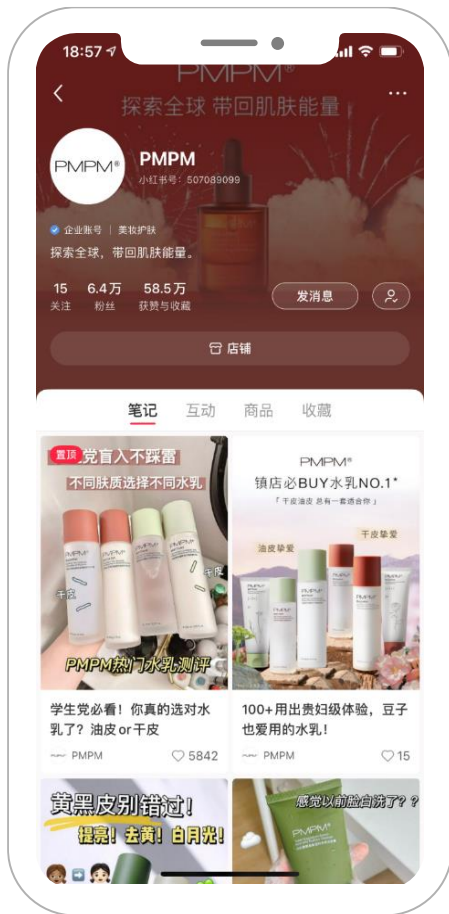 18:57
PMPM®
探索全球 带回肌肤能量
PMPM®
PMPM
小红书号：507089099
企业账号 | 美妆护肤
探索全球，带回肌肤能量。
15 6.4万 58.5万
关注 粉丝 获赞与收藏
发消息
店铺
笔记 互动 商品 收藏
置顶
党盲入不踩雷
不同肤质选择不同水乳
干皮
干皮
PMPM热门水乳测评
学生党必看！你真的选对水
乳了？油皮or干皮
PMPM 5842
PMPM®
镇店必BUY水乳NO.1*
「干皮油皮 总有一套适合你」
油皮挚爱
干皮挚爱
100+用出贵妇级体验，豆子
也爱用的水乳！
PMPM 15
黄黑皮别错过！
提亮！去黄！白月光！
感觉以前脸白洗了？？
PMPM®